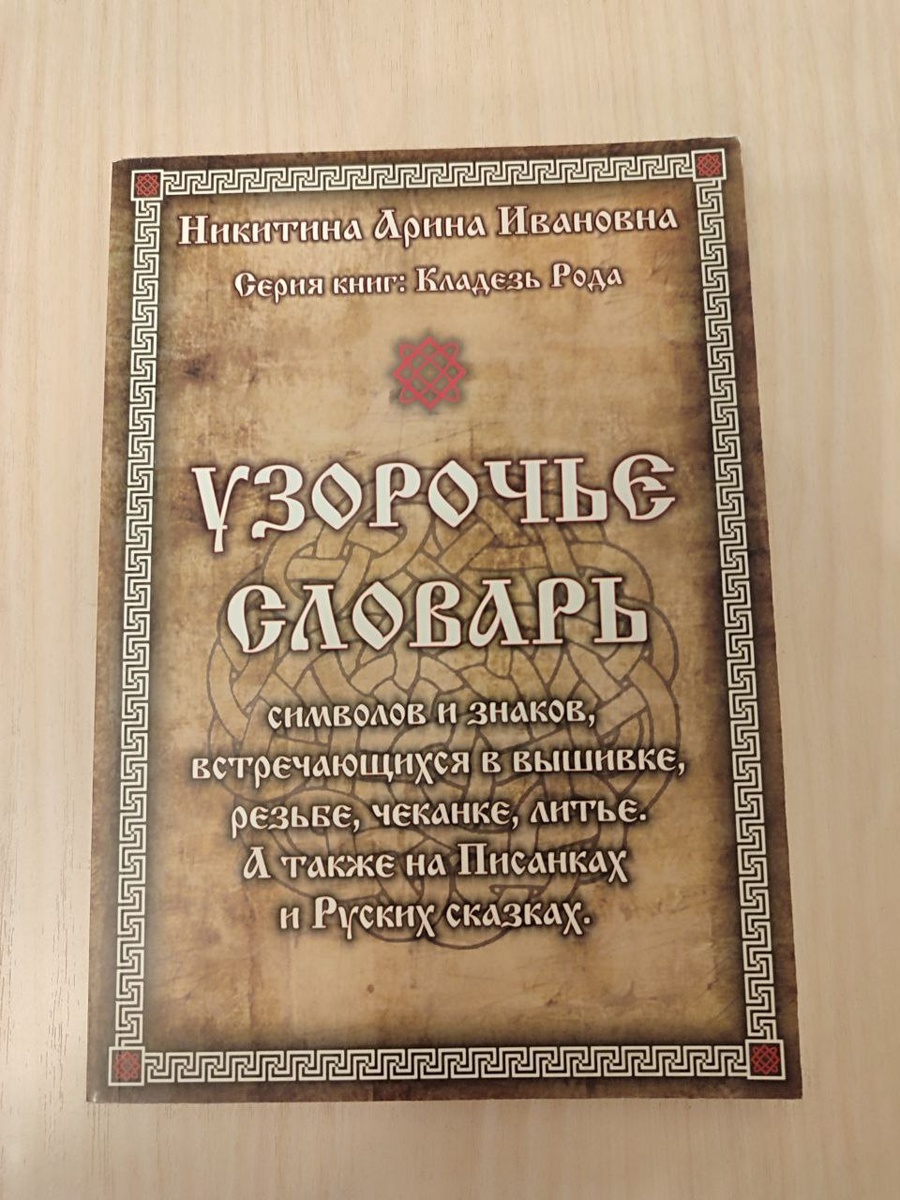 Никитина Арина Ивановна
Серия книг: Кладезь Рода
УЗОРОЧЬЕ
СЛОВАРЬ
символов и знаков,
встречающихся в вышивке,
резьбе, чеканке, литье.
А также на Писанках
и Руских сказках.